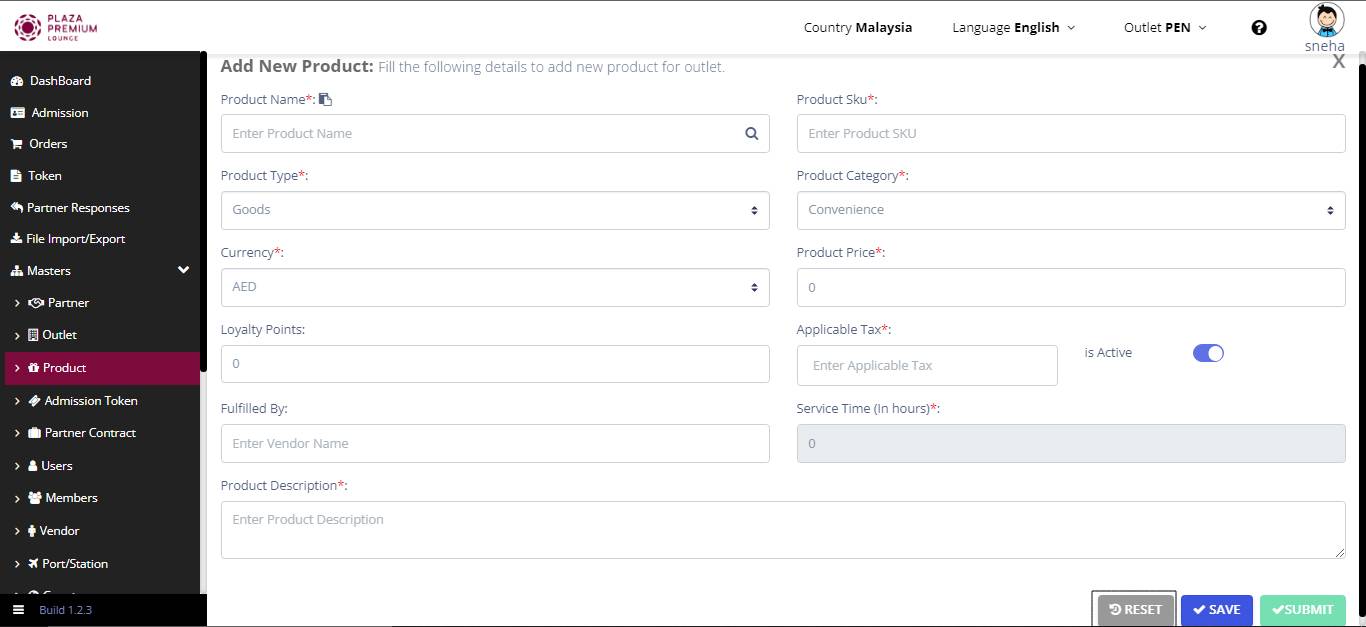 PLAZA
PREMIUM
LOUNGE
Country Malaysia
Language English
Outlet PEN
?
sneha
DashBoard
Admission
Orders
Token
Partner Responses
File Import/Export
Masters
Partner
Outlet
Product
Admission Token
Partner Contract
Users
Members
Vendor
Port/Station
Build 1.2.3
Add New Product: Fill the following details to add new product for outlet.
X
Product Name*:
Product Sku*:
Enter Product Name
Enter Product SKU
Product Type*:
Product Category*:
Goods
Convenience
Currency*:
Product Price*:
AED
0
Loyalty Points:
Applicable Tax*:
is Active
0
Enter Applicable Tax
Fulfilled By:
Service Time (In hours)*:
Enter Vendor Name
0
Product Description*:
Enter Product Description
RESET
SAVE
SUBMIT